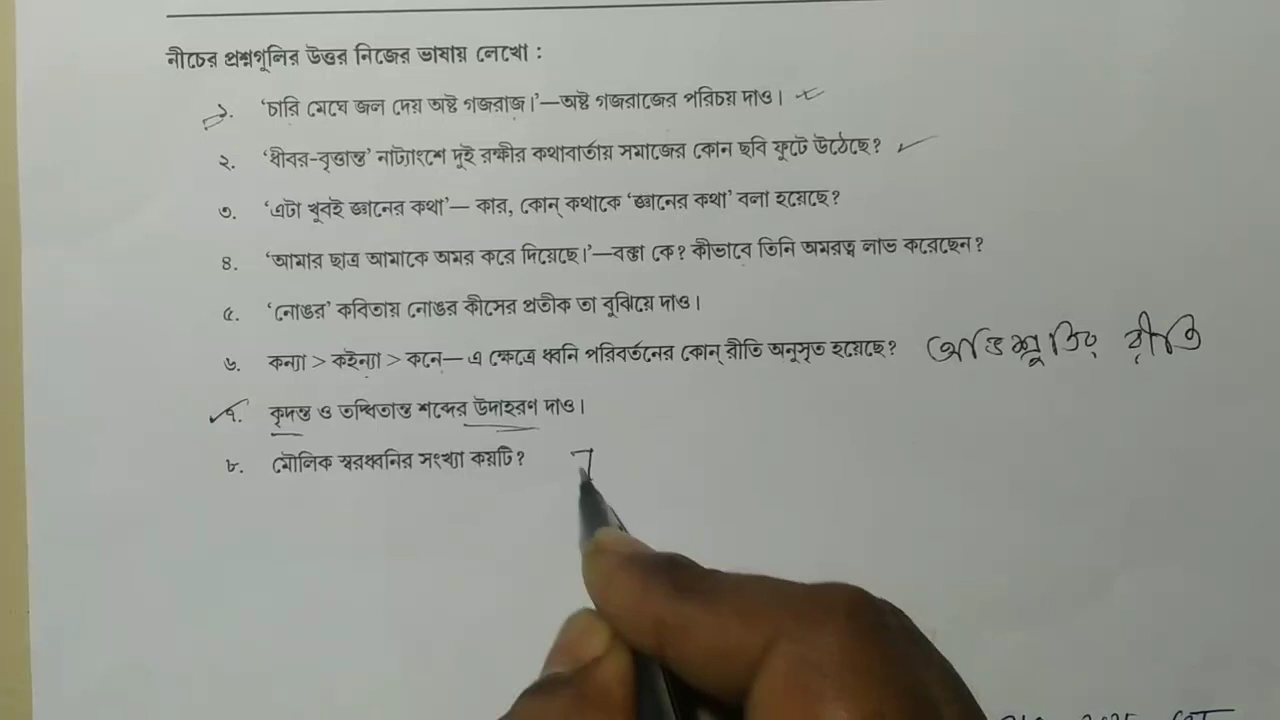 নীচের প্রশ্নগুলির উত্তর নিজের ভাষায় লেখো :
১. ‘চারি মেঘে জল দেয় অষ্ট গজরাজ।’—অষ্ট গজরাজের পরিচয় দাও।
২. ‘ধীবর-বৃত্তান্ত’ নাট্যাংশে দুই রক্ষীর কথাবার্তায় সমাজের কোন ছবি ফুটে উঠেছে?
৩. ‘এটা খুবই জ্ঞানের কথা’— কার, কোন্ কথাকে ‘জ্ঞানের কথা’ বলা হয়েছে?
৪. ‘আমার ছাত্র আমাকে অমর করে দিয়েছে।’—বক্তা কে? কীভাবে তিনি অমরত্ব লাভ করেছেন?
৫. ‘নোঙর’ কবিতায় নোঙর কীসের প্রতীক তা বুঝিয়ে দাও।
৬. কন্যা > কইন্যা > কনে— এ ক্ষেত্রে ধ্বনি পরিবর্তনের কোন্ রীতি অনুসৃত হয়েছে? অভিশ্রুতির রীতি
৭. কৃদন্ত ও তদ্ধিতান্ত শব্দের উদাহরণ দাও।
৮. মৌলিক স্বরধ্বনির সংখ্যা কয়টি? 7